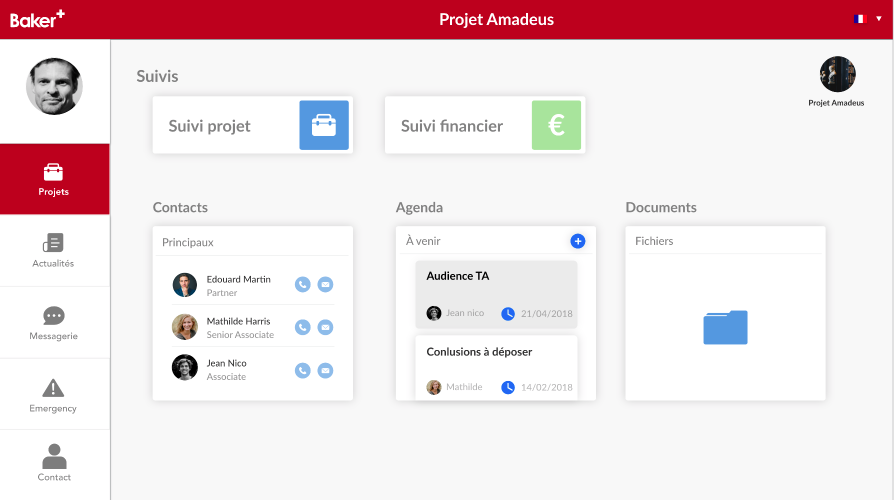 Baker+
Projet Amadeus
Projet Amadeus
Projets
Actualités
Messagerie
Emergency
Contact
Suivis
Suivi projet
Suivi financier
€
Contacts
Principaux
Edouard Martin
Partner
Mathilde Harris
Senior Associate
Jean Nico
Associate
Agenda
À venir
Audience TA
Jean nico 21/04/2018
Conlusions à déposer
Mathilde 14/02/2018
Documents
Fichiers